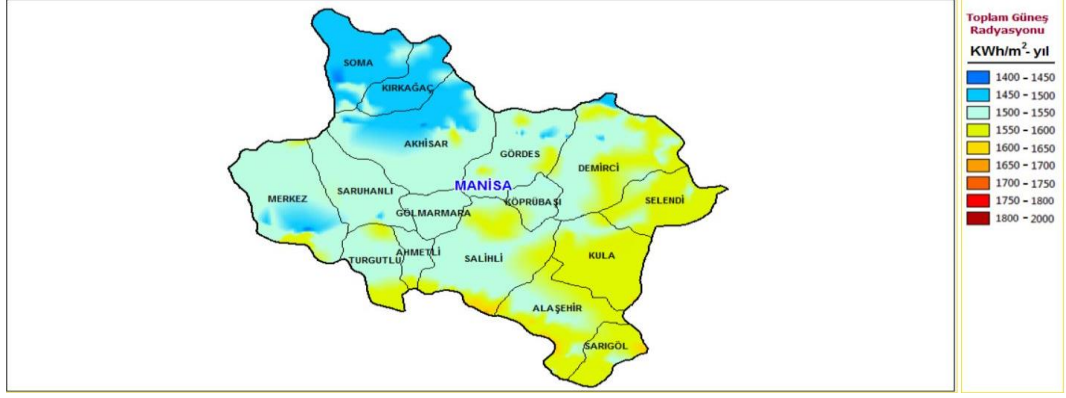 SOMA
KIRKAĞAÇ
AKHİSAR
GÖRDES
DEMİRCİ
MANİSA
MERKEZ
SARUHANLI
KÖPRÜBAŞI
SELENDİ
GÖLMARMARA
AHMETLİ
TURGUTLU
SALİHLİ
KULA
ALAŞEHİR
SARIGÖL
Toplam Güneş
Radyasyonu
KWh/m²- yıl
1400 - 1450
1450 - 1500
1500 - 1550
1550 - 1600
1600 - 1650
1650 - 1700
1700 - 1750
1750 - 1800
1800 - 2000